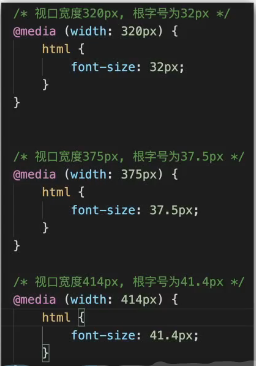 /* 视口宽度320px, 根字号为32px */
@media (width: 320px) {
html {
font-size: 32px;
}
}
/* 视口宽度375px, 根字号为37.5px */
@media (width: 375px) {
html {
font-size: 37.5px;
}
}
/* 视口宽度414px, 根字号为41.4px */
@media (width: 414px) {
html {
font-size: 41.4px;
}